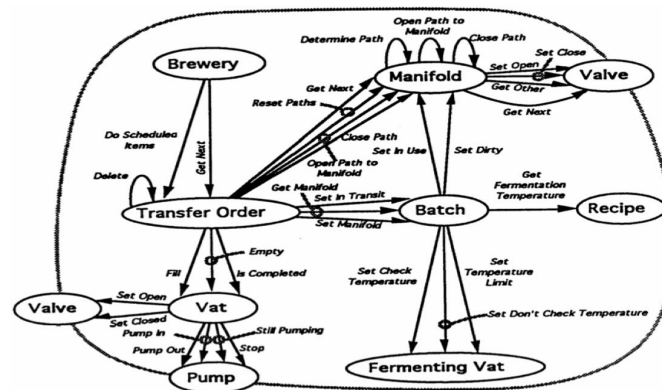 Open Path to
Manifold
Determine Path
Close Path
Set Close
Brewery
Set Open
Manifold
Valve
Get Next
Get Other
Reset Paths
Get Next
Do Scheduled
Items
Get Next
Close Path
Set In Use
Set Dirty
Open Path to
Manifold
Get
Fermentation
Temperature
Delete
Get Manifold
Set In Transit
Transfer Order
Batch
Recipe
Set Manifold
Empty
Fill
Is Completed
Set Check
Temperature
Set
Temperature
Limit
Set Open
Valve
Vat
Set Closed
Set Don't Check Temperature
Pump In
Still Pumping
Pump Out
Stop
Fermenting Vat
Pump